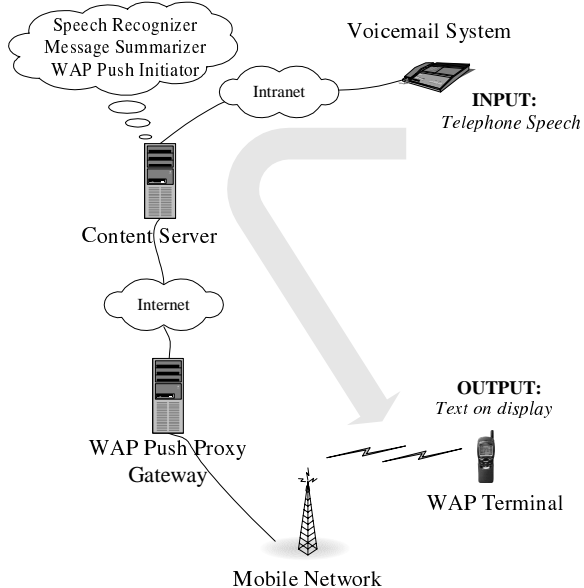 Speech Recognizer
Message Summarizer
WAP Push Initiator
Voicemail System
Intranet
INPUT:
Telephone Speech
Content Server
Internet
OUTPUT:
Text on display
WAP Push Proxy
Gateway
WAP Terminal
Mobile Network